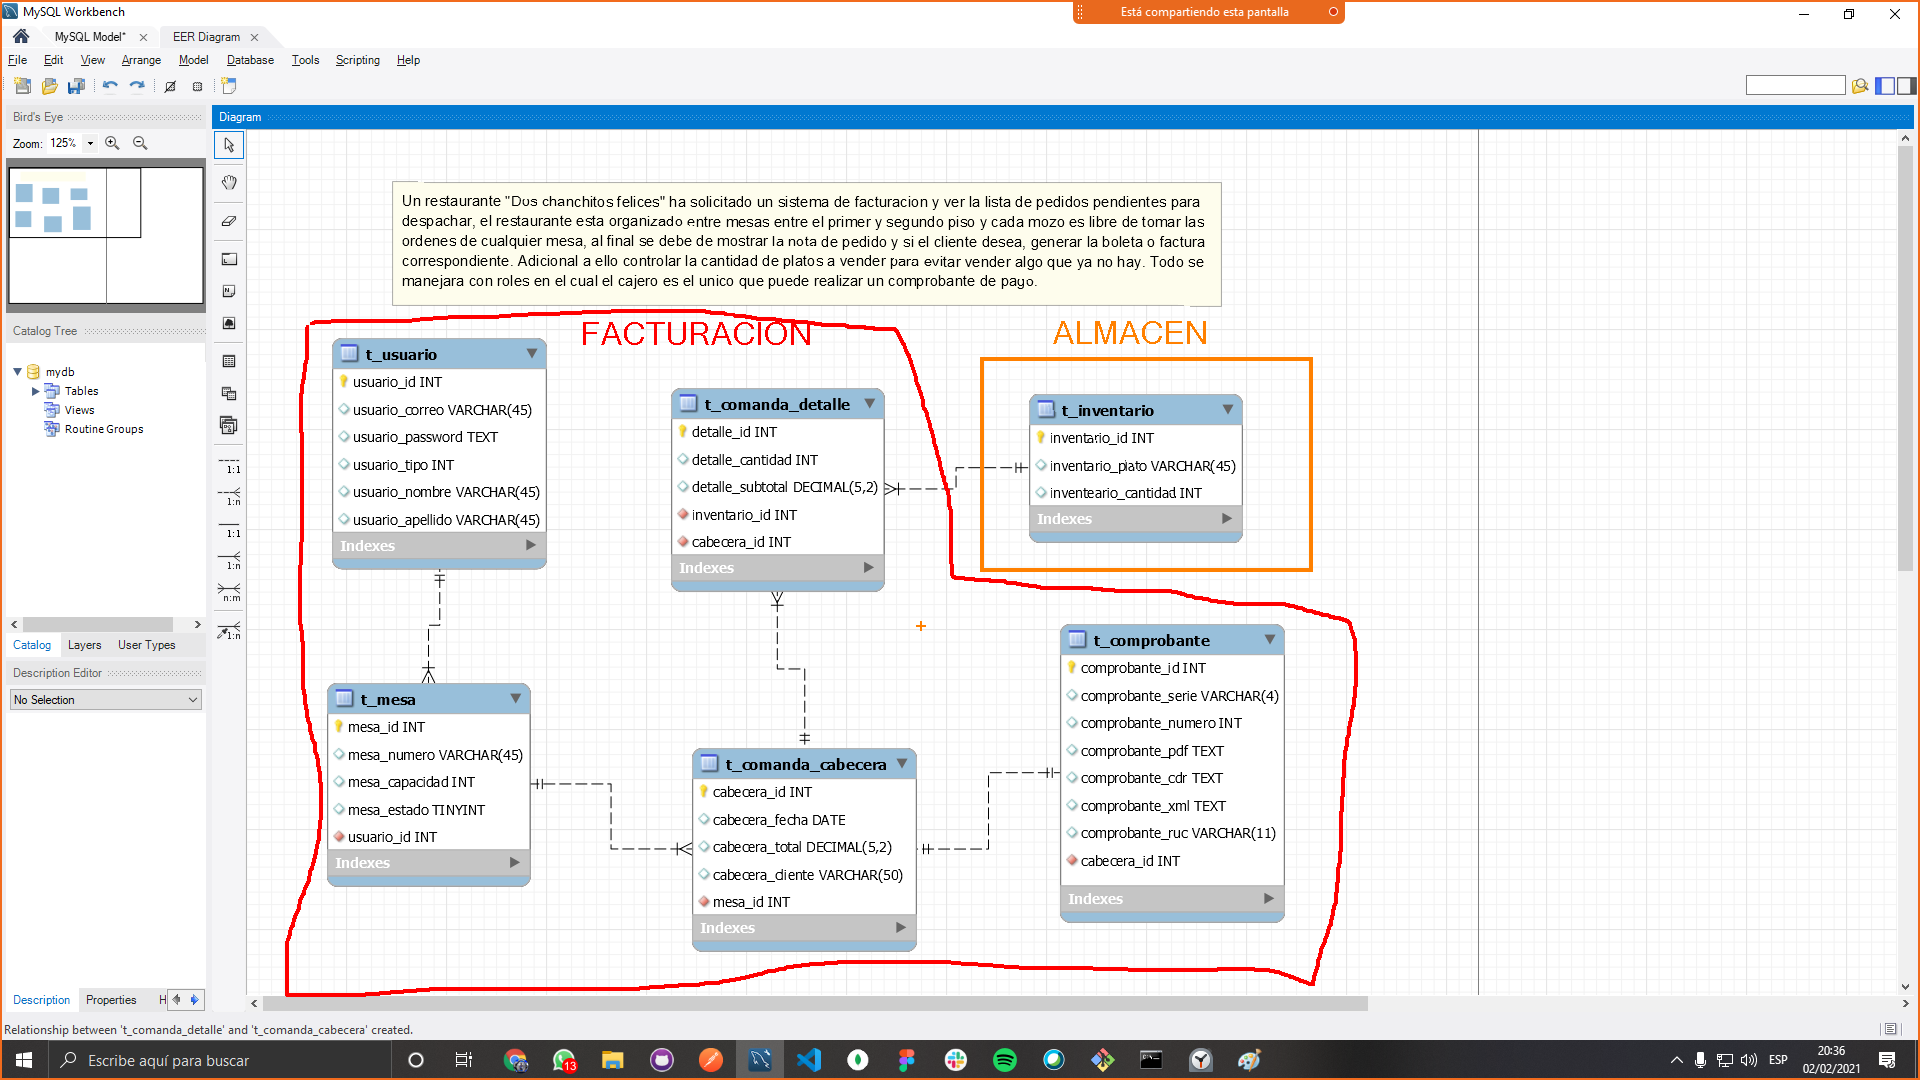 MySQL Workbench
Está compartiendo esta pantalla
MySQL Model*
EER Diagram
File Edit View Arrange Model Database Tools Scripting Help
Bird's Eye
Diagram
Zoom: 125%
Un restaurante "Dos chanchitos felices" ha solicitado un sistema de facturacion y ver la lista de pedidos pendientes para
despachar, el restaurante esta organizado entre mesas entre el primer y segundo piso y cada mozo es libre de tomar las
ordenes de cualquier mesa, al final se debe de mostrar la nota de pedido y si el cliente desea, generar la boleta o factura
correspondiente. Adicional a ello controlar la cantidad de platos a vender para evitar vender algo que ya no hay. Todo se
manejara con roles en el cual el cajero es el unico que puede realizar un comprobante de pago.
Catalog Tree
mydb
Tables
Views
Routine Groups
1:1
1:n
1:1
1:n
n:m
1:n
Catalog Layers User Types
Description Editor
No Selection
FACTURACION
ALMACEN
t_usuario
usuario_id INT
usuario_correo VARCHAR(45)
usuario_password TEXT
usuario_tipo INT
usuario_nombre VARCHAR(45)
usuario_apellido VARCHAR(45)
Indexes
t_comanda_detalle
detalle_id INT
detalle_cantidad INT
detalle_subtotal DECIMAL(5,2)
inventario_id INT
cabecera_id INT
Indexes
t_inventario
inventario_id INT
inventario_plato VARCHAR(45)
inventeario_cantidad INT
Indexes
t_mesa
mesa_id INT
mesa_numero VARCHAR(45)
mesa_capacidad INT
mesa_estado TINYINT
usuario_id INT
Indexes
t_comanda_cabecera
cabecera_id INT
cabecera_fecha DATE
cabecera_total DECIMAL(5,2)
cabecera_cliente VARCHAR(50)
mesa_id INT
Indexes
t_comprobante
comprobante_id INT
comprobante_serie VARCHAR(4)
comprobante_numero INT
comprobante_pdf TEXT
comprobante_cdr TEXT
comprobante_xml TEXT
comprobante_ruc VARCHAR(11)
cabecera_id INT
Indexes
Description Properties H
Relationship between 't_comanda_detalle' and 't_comanda_cabecera' created.
Escribe aquí para buscar
13
ESP
20:36
02/02/2021